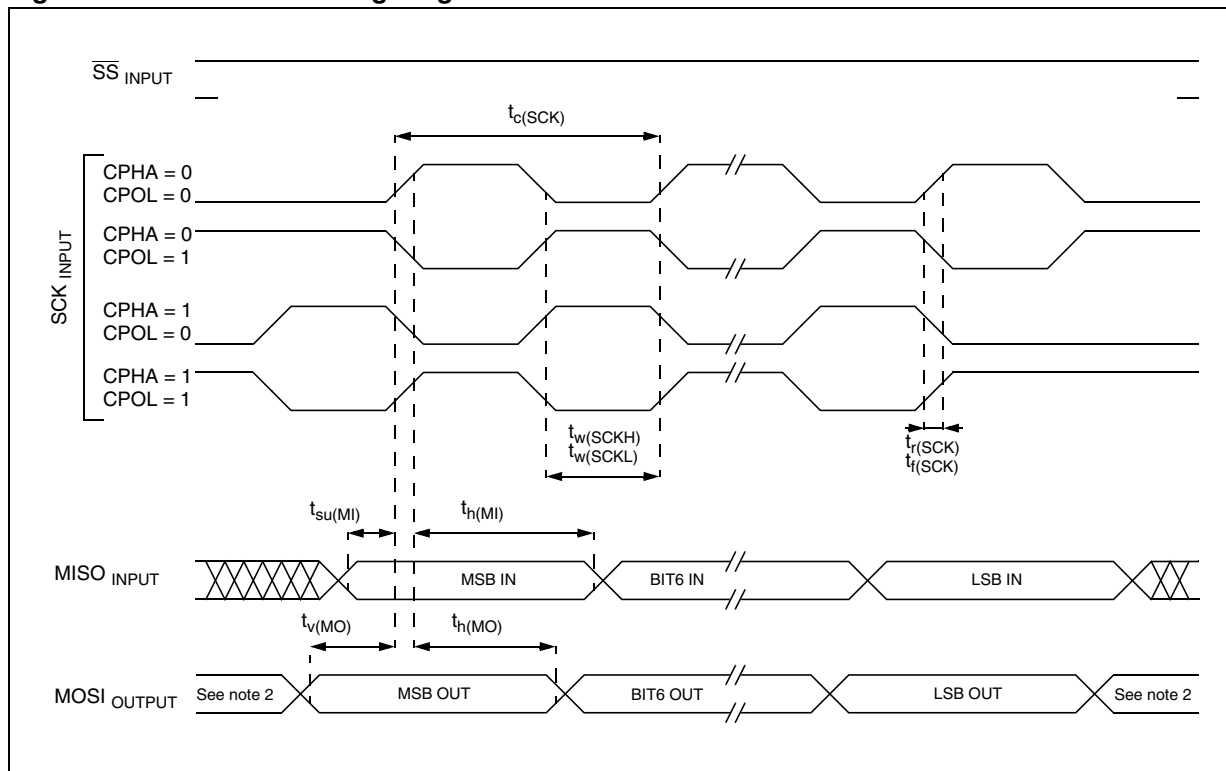 SS INPUT
tc(SCK)
SCK INPUT
CPHA = 0
CPOL = 0
CPHA = 0
CPOL = 1
CPHA = 1
CPOL = 0
CPHA = 1
CPOL = 1
tw(SCKH)
tw(SCKL)
tr(SCK)
tf(SCK)
tsu(MI)
th(MI)
MISO INPUT
MSB IN
BIT6 IN
LSB IN
tv(MO)
th(MO)
MOSI OUTPUT
See note 2
MSB OUT
BIT6 OUT
LSB OUT
See note 2